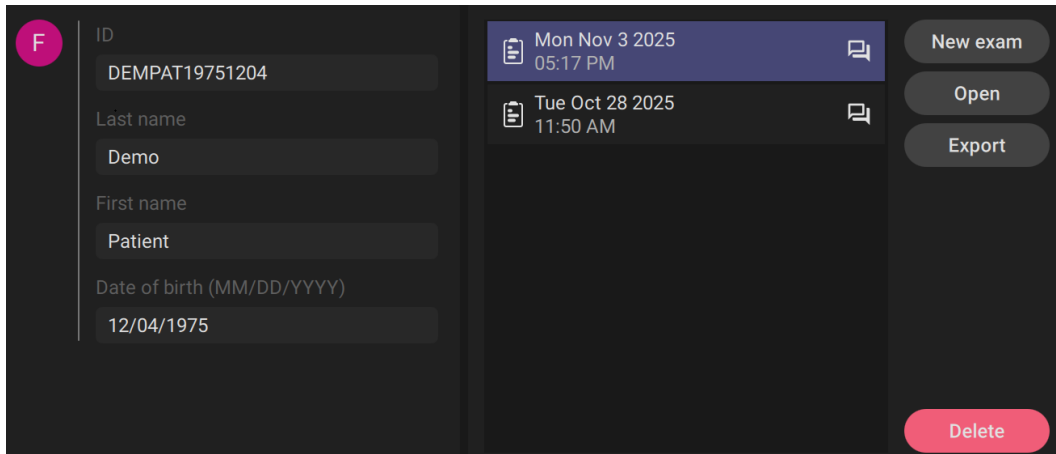 F
ID
DEMPAT19751204
Last name
Demo
First name
Patient
Date of birth (MM/DD/YYYY)
12/04/1975
Mon Nov 3 2025
05:17 PM
Tue Oct 28 2025
11:50 AM
New exam
Open
Export
Delete